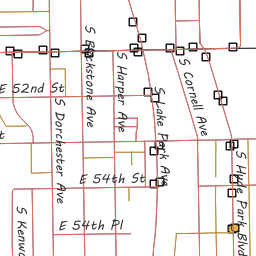 S Blackstone Ave
S Harper Ave
S Cornell Ave
E 52nd St
S Lake Park Ave
S Dorchester Ave
t
S Hyde Park Blvd
E 54th St
S Kenwo
E 54th Pl